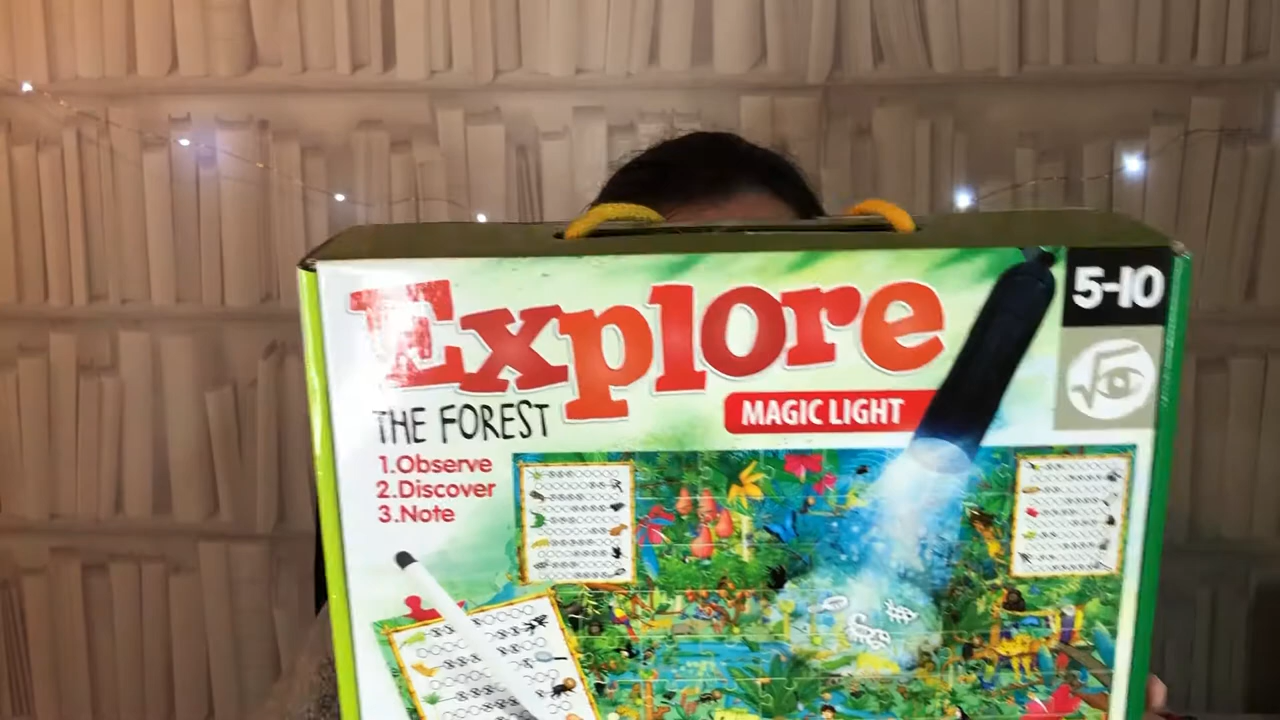 Explore
5-10
THE FOREST
MAGIC LIGHT
1.Observe
2.Discover
3.Note